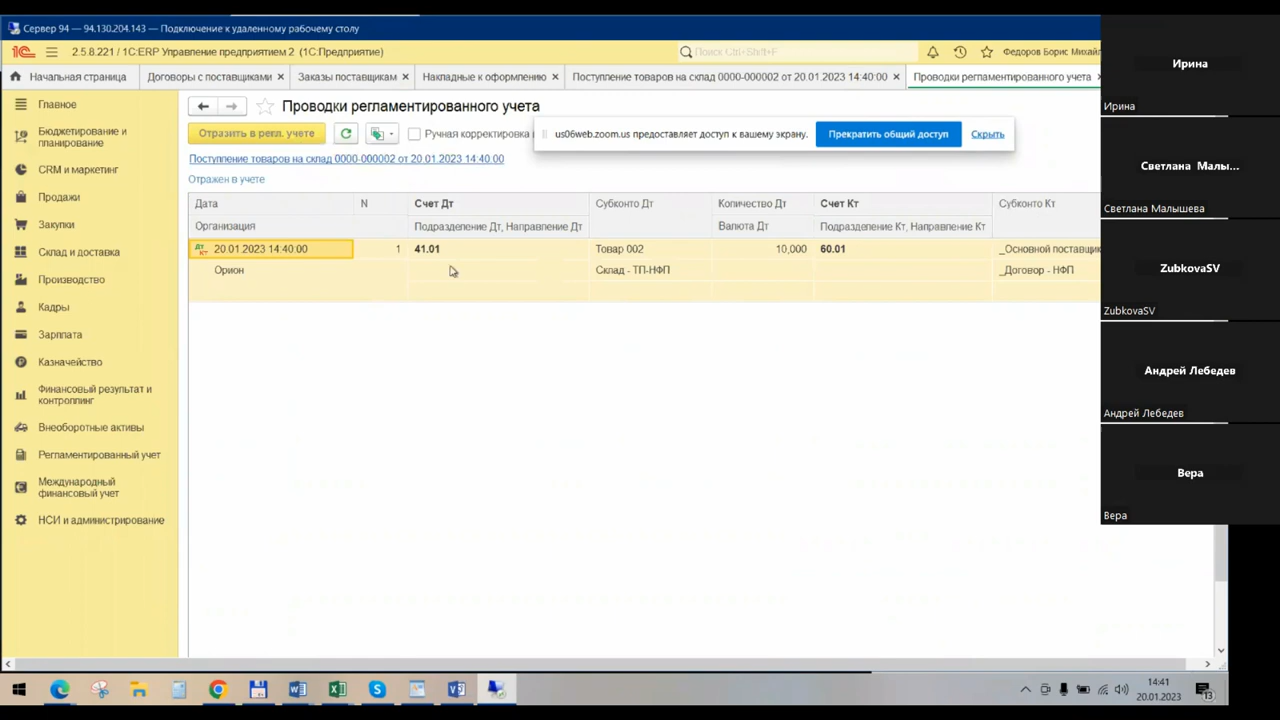 Сервер 94 — 94.130.204.143 — Подключение к удаленному рабочему столу
2.5.8.221 / 1С:ERP Управление предприятием 2 (1С:Предприятие)
Поиск Ctrl+Shift+F
Федоров Борис Михайл
Начальная страница
Договоры с поставщиками ×
Заказы поставщикам ×
Накладные к оформлению ×
Поступление товаров на склад 0000-000002 от 20.01.2023 14:40:00 ×
Проводки регламентированного учета ×
Главное
Бюджетирование и
планирование
CRM и маркетинг
Продажи
Закупки
Склад и доставка
Производство
Кадры
Зарплата
Казначейство
Финансовый результат и
контроллинг
Внеоборотные активы
Регламентированный учет
Международный
финансовый учет
НСИ и администрирование
Проводки регламентированного учета
Отразить в регл. учете
Ручная корректировка
us06web.zoom.us предоставляет доступ к вашему экрану.
Прекратить общий доступ
Скрыть
Поступление товаров на склад 0000-000002 от 20.01.2023 14:40:00
Отражен в учете
Дата N Счет Дт Субконто Дт Количество Дт Счет Кт Субконто Кт
Организация Подразделение Дт, Направление Дт Валюта Дт Подразделение Кт, Направление Кт
Дт Кт 20.01.2023 14:40:00 1 41.01 Товар 002 10,000 60.01 _Основной поставщик
Орион Склад - ТП-НФП _Договор - НФП
Ирина
Ирина
Светлана Малы...
Светлана Малышева
ZubkovaSV
ZubkovaSV
Андрей Лебедев
Андрей Лебедев
Вера
Вера
14:41
20.01.2023
13